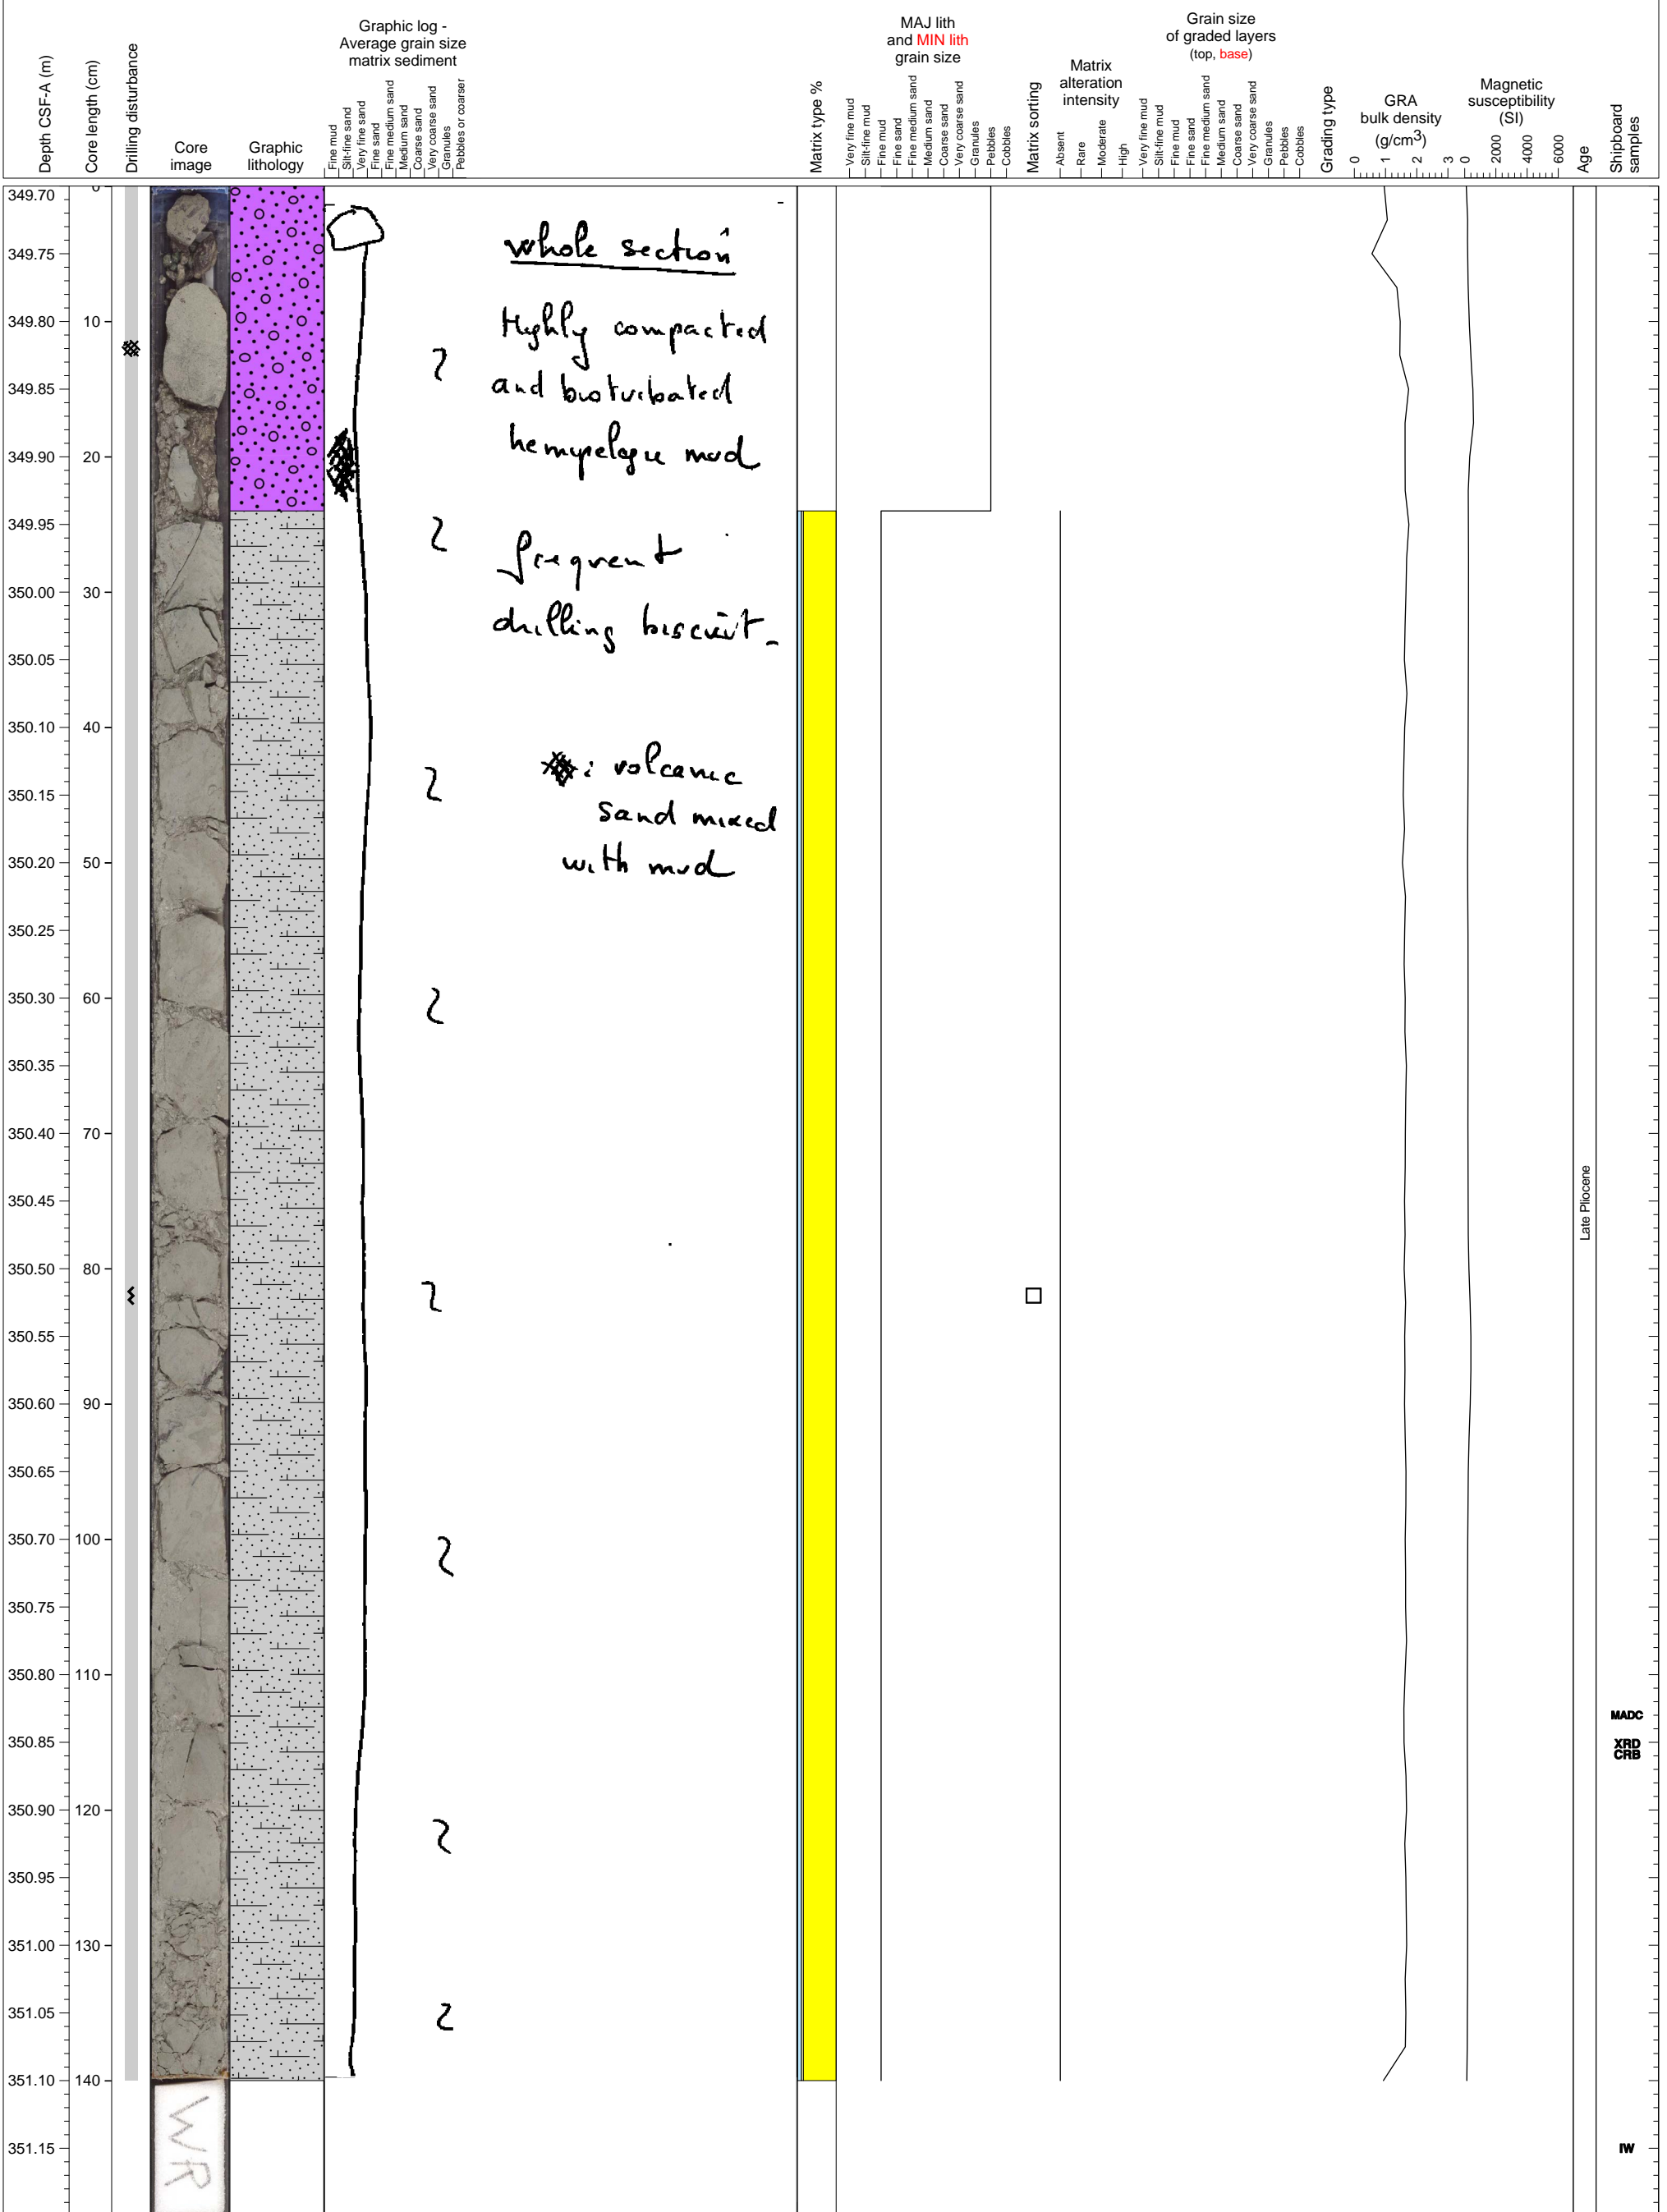 Graphic log -
Average grain size
matrix sediment
MAJ lith
and MIN lith
grain size
Grain size
of graded layers
(top, base)
Matrix
alteration
intensity
Magnetic
susceptibility
(SI)
GRA
bulk density
(g/cm3)
Depth CSF-A (m)
Core length (cm)
Drilling disturbance
Core
image
Graphic
lithology
Fine mud
Silt-fine sand
Very fine sand
Fine sand
Fine medium sand
Medium sand
Coarse sand
Very coarse sand
Granules
Pebbles or coarser
Matrix type %
Very fine mud
Silt-fine mud
Fine mud
Fine sand
Fine medium sand
Medium sand
Coarse sand
Very coarse sand
Granules
Pebbles
Cobbles
Matrix sorting
Absent
Rare
Moderate
High
Very fine mud
Silt-fine mud
Fine mud
Fine sand
Fine medium sand
Medium sand
Coarse sand
Very coarse sand
Granules
Pebbles
Cobbles
Grading type
0 1 2 3
0 2000 4000 6000
Age
Shipboard
samples
349.70 0
349.75
349.80 10
349.85
349.90 20
349.95
350.00 30
350.05
350.10 40
350.15
350.20 50
350.25
350.30 60
350.35
350.40 70
350.45
350.50 80
350.55
350.60 90
350.65
350.70 100
350.75
350.80 110
350.85
350.90 120
350.95
351.00 130
351.05
351.10 140
351.15
whole section
Highly compacted
and bioturbated
hemipelagic mud
frequent
drilling biscuit-
: volcanic
sand mixed
with mud
Late Pliocene
MADC
XRD
CRB
IW
WR